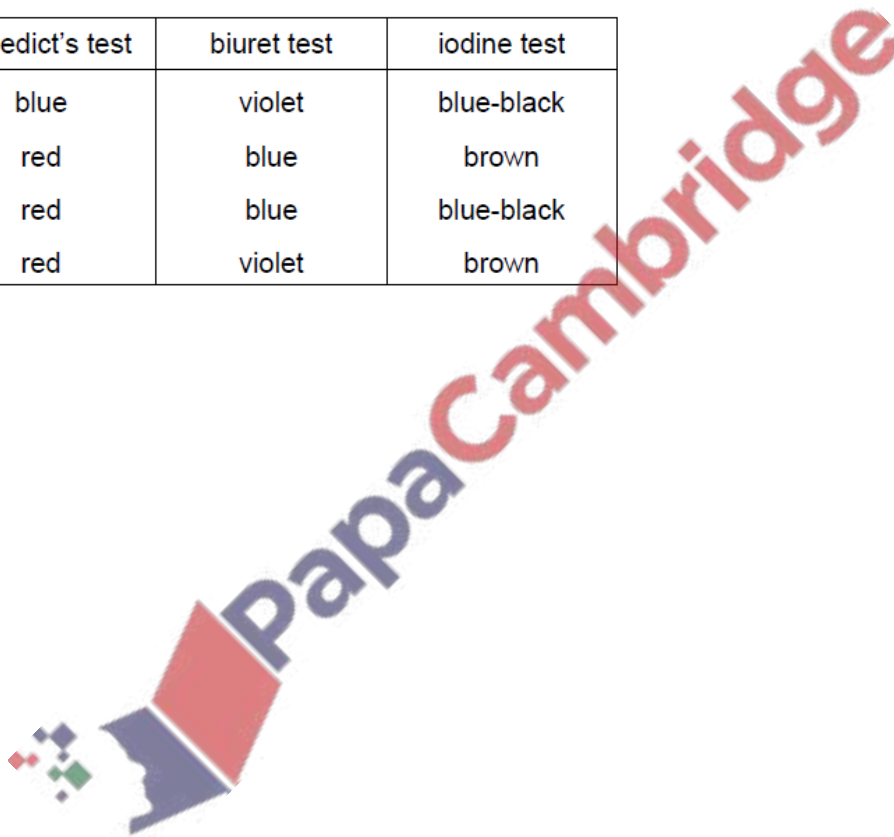 edict's test biuret test iodine test
blue violet blue-black
red blue brown
red blue blue-black
red violet brown
PapaCambridge